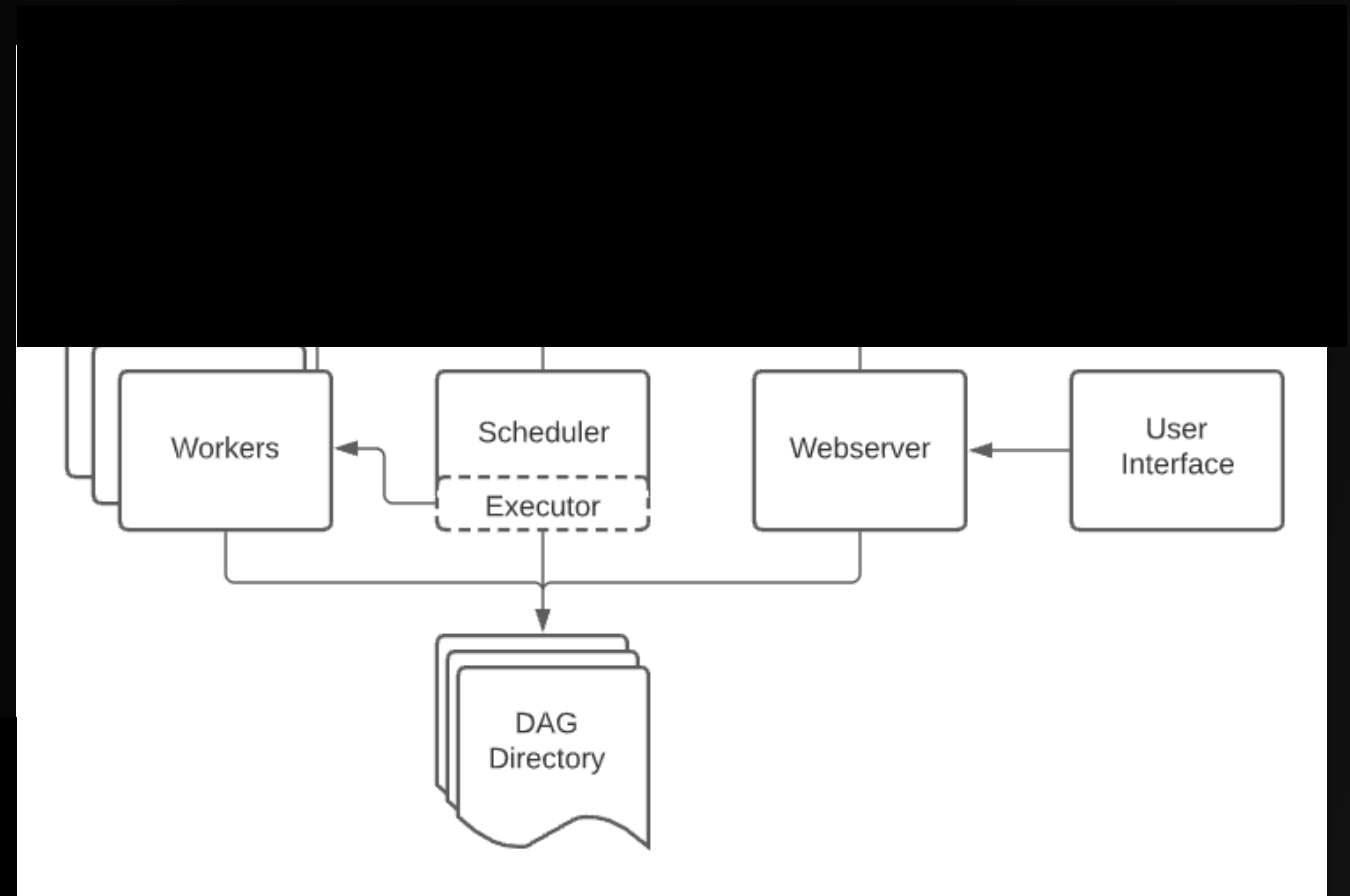 Workers
Scheduler
Executor
Webserver
User
Interface
DAG
Directory